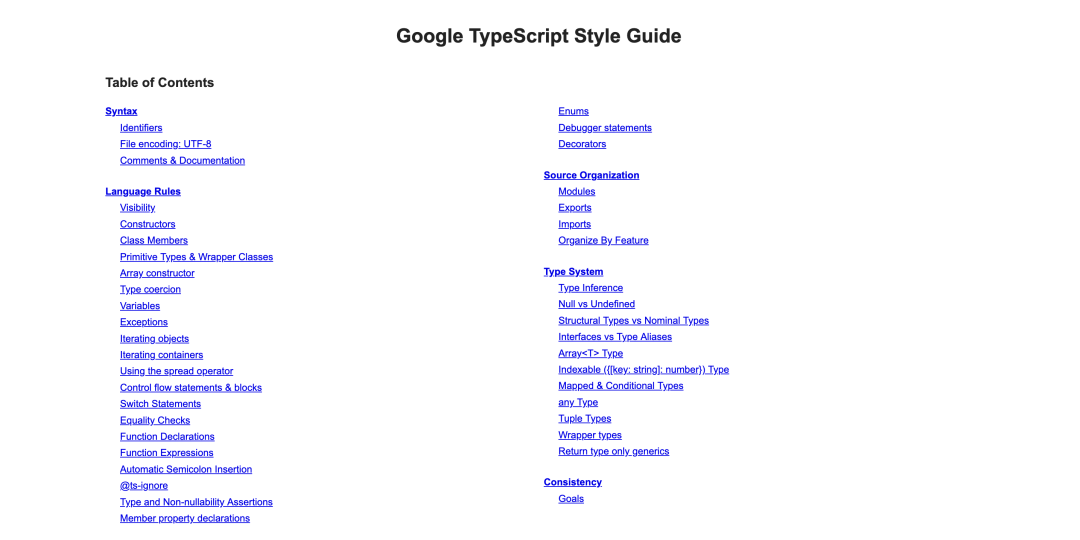 Google TypeScript Style Guide
Table of Contents
Syntax
Identifiers
File encoding: UTF-8
Comments & Documentation
Language Rules
Visibility
Constructors
Class Members
Primitive Types & Wrapper Classes
Array constructor
Type coercion
Variables
Exceptions
Iterating objects
Iterating containers
Using the spread operator
Control flow statements & blocks
Switch Statements
Equality Checks
Function Declarations
Function Expressions
Automatic Semicolon Insertion
@ts-ignore
Type and Non-nullability Assertions
Member property declarations
Enums
Debugger statements
Decorators
Source Organization
Modules
Exports
Imports
Organize By Feature
Type System
Type Inference
Null vs Undefined
Structural Types vs Nominal Types
Interfaces vs Type Aliases
Array<T> Type
Indexable ({[key: string]: number}) Type
Mapped & Conditional Types
any Type
Tuple Types
Wrapper types
Return type only generics
Consistency
Goals